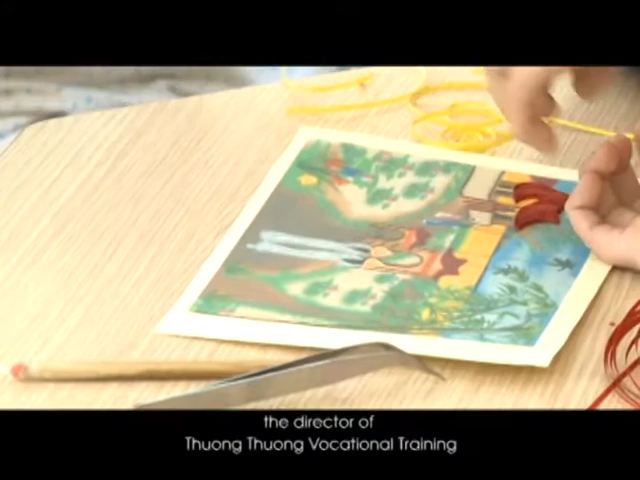 the director of
Thuong Thuong Vocational Training